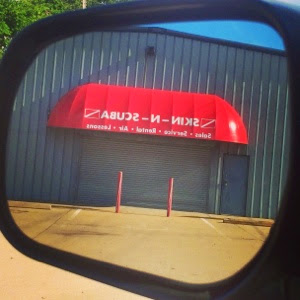 SKIN-N-SCUBA
Sales • Service • Rental • Air • Lessons